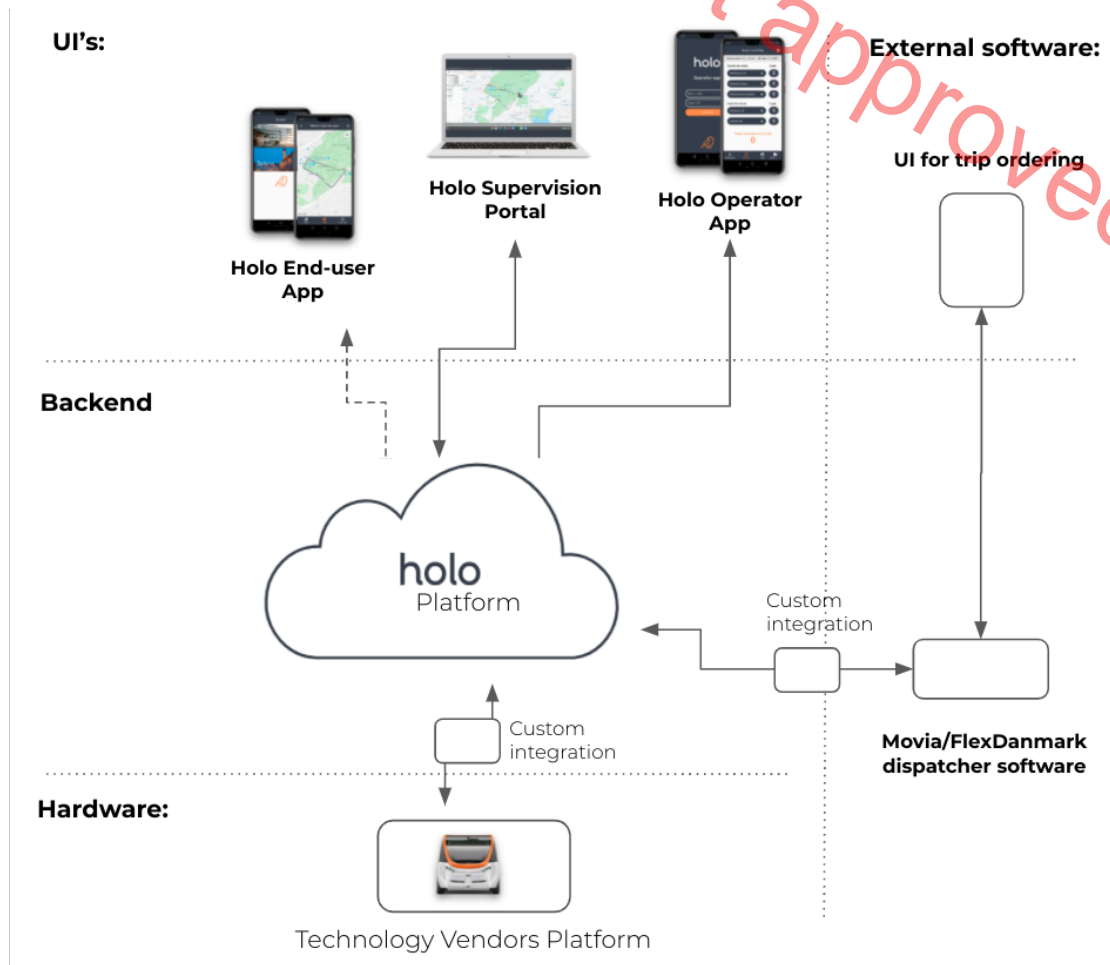 UI's:
External software:
t approved
UI for trip ordering
holo
Holo Supervision
Portal
Holo Operator
App
Holo End-user
App
Backend
holo
Platform
Custom
integration
Custom
integration
Movia/FlexDanmark
dispatcher software
Hardware:
Technology Vendors Platform